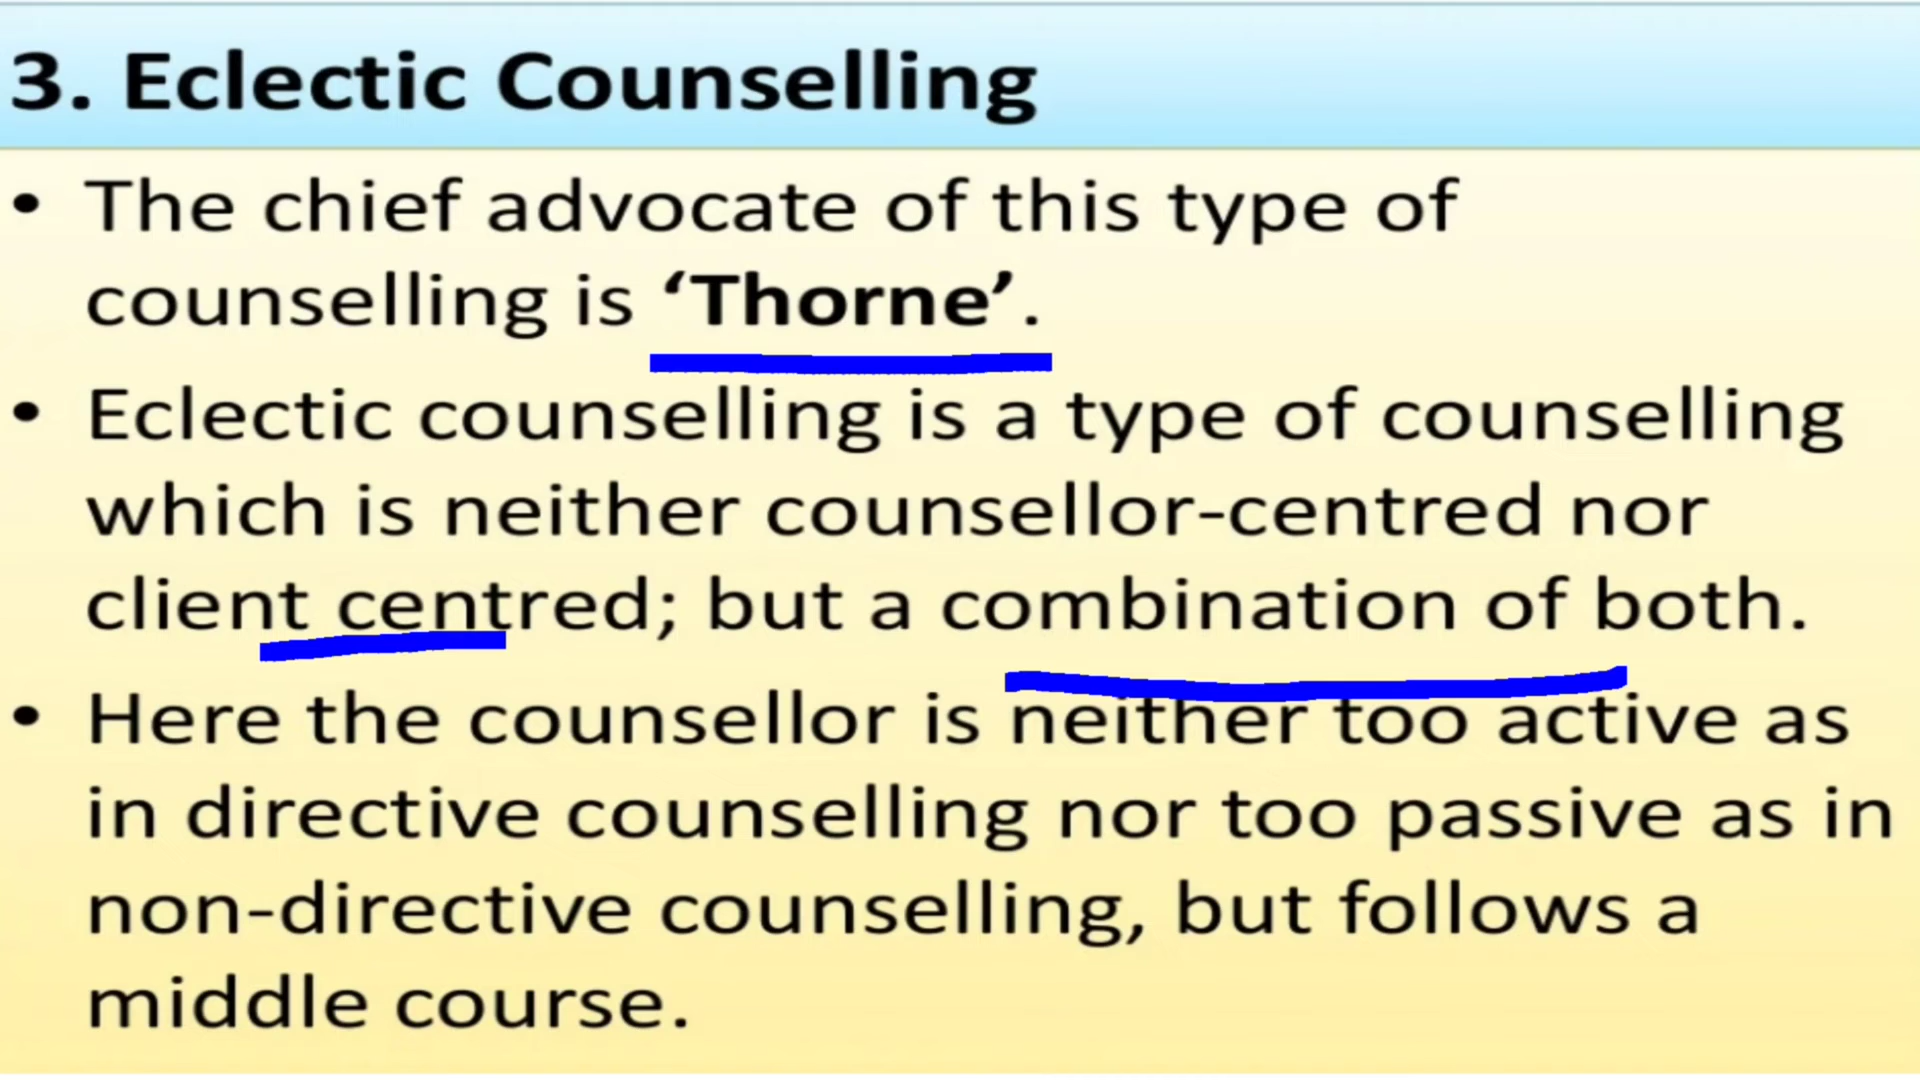 3. Eclectic Counselling
• The chief advocate of this type of
counselling is ‘Thorne’.
• Eclectic counselling is a type of counselling
which is neither counsellor-centred nor
client centred; but a combination of both.
• Here the counsellor is neither too active as
in directive counselling nor too passive as in
non-directive counselling, but follows a
middle course.